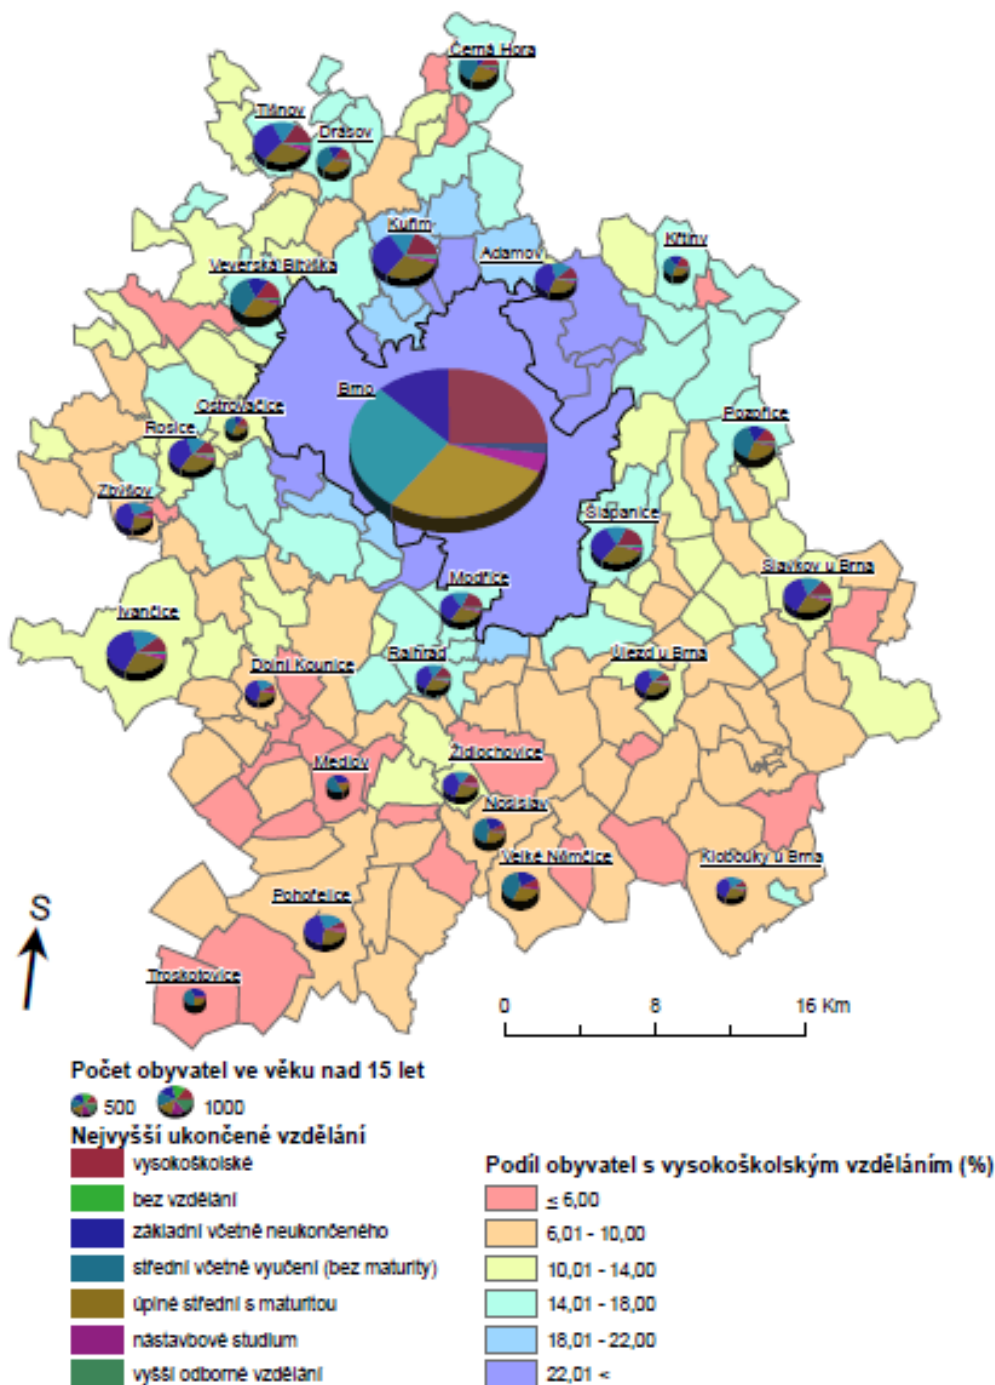 Černá Hora
Tišnov
Drásov
Kuřim
Křtiny
Adamov
Veverská Bítýška
Brno
Ostrovačice
Rosice
Pozořice
Zbýšov
Šlapanice
Slavkov u Brna
Modřice
Ivančice
Rajhrad
Újezd u Brna
Dolní Kounice
Medlov
Židlochovice
Nosislav
Velké Němčice
Klobouky u Brna
Pohořelice
S
Troskotovice
0 8 16 Km
Počet obyvatel ve věku nad 15 let
500 1000
Nejvyšší ukončené vzdělání
vysokoškolské
bez vzdělání
základní včetně neukončeného
střední včetně vyučení (bez maturity)
úplné střední s maturitou
nástavbové studium
vyšší odborné vzdělání
Podíl obyvatel s vysokoškolským vzděláním (%)
≤ 6,00
6,01 - 10,00
10,01 - 14,00
14,01 - 18,00
18,01 - 22,00
22,01 <